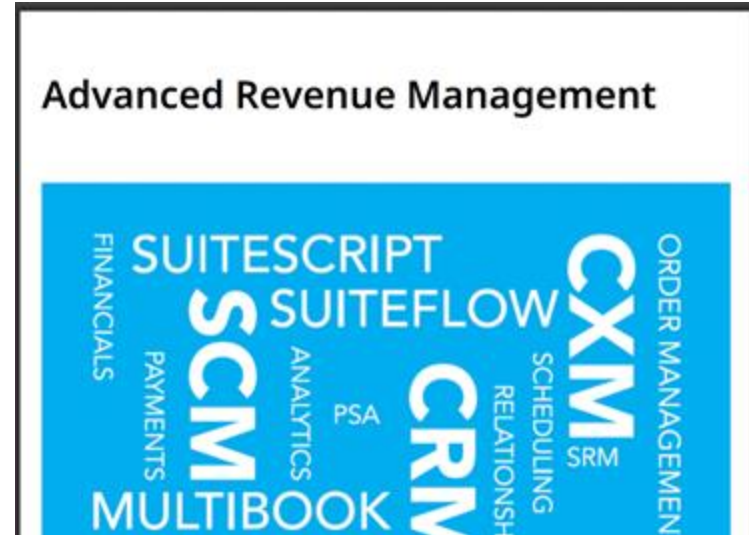 Advanced Revenue Management
FINANCIALS
SUITESCRIPT
SCM
SUITEFLOW
CXM
ORDER MANAGEMEN
PAYMENTS
ANALYTICS
PSA
CRM
RELATIONSH
SCHEDULING
SRM
MULTIBOOK